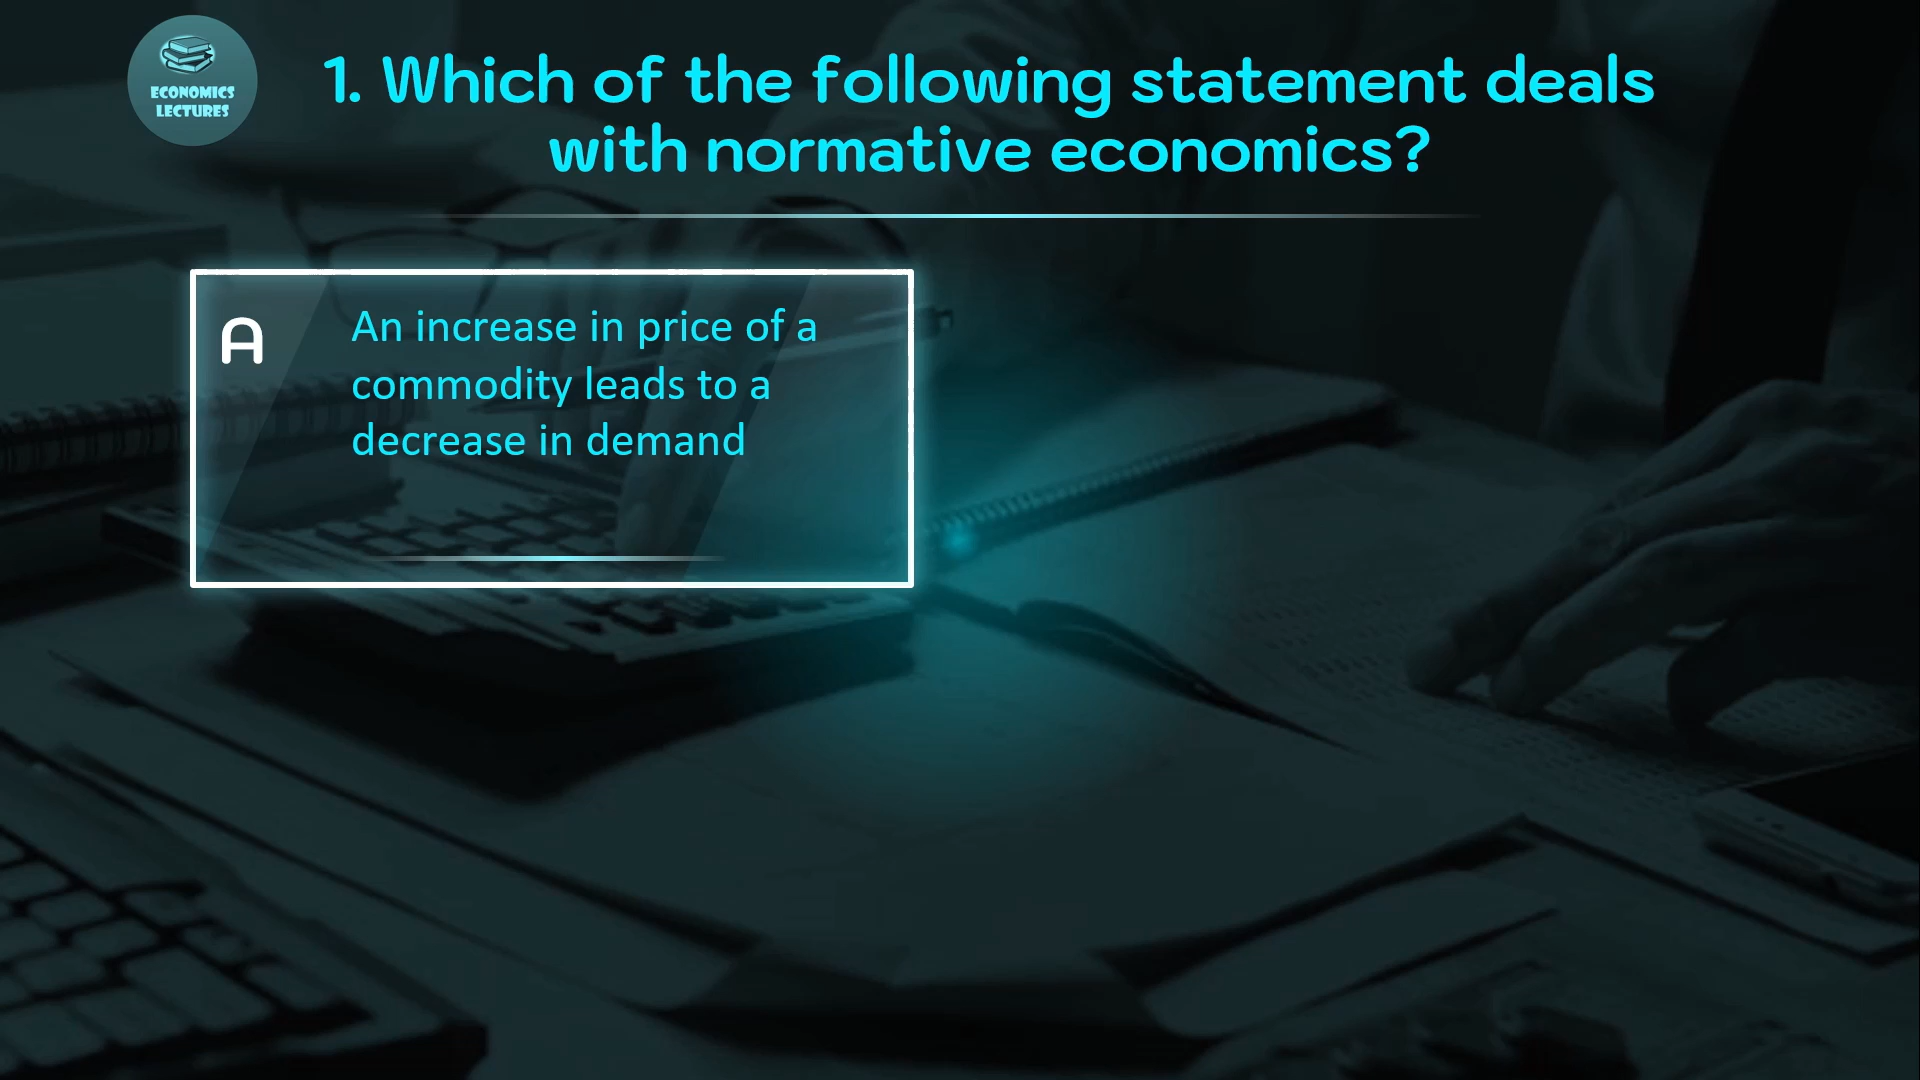 ECONOMICS
LECTURES
1. Which of the following statement deals
with normative economics?
A
An increase in price of a
commodity leads to a
decrease in demand